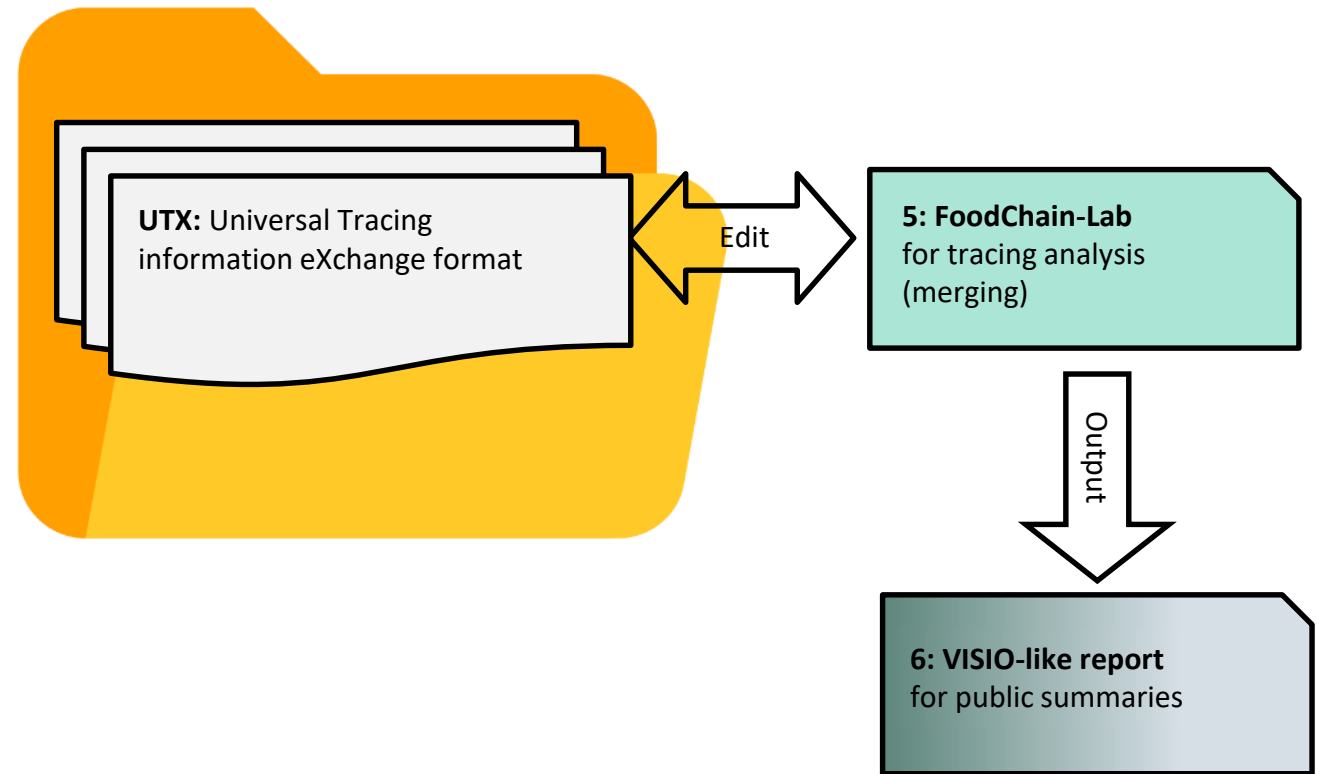 UTX: Universal Tracing
information eXchange format
Edit
5: FoodChain-Lab
for tracing analysis
(merging)
Output
6: VISIO-like report
for public summaries